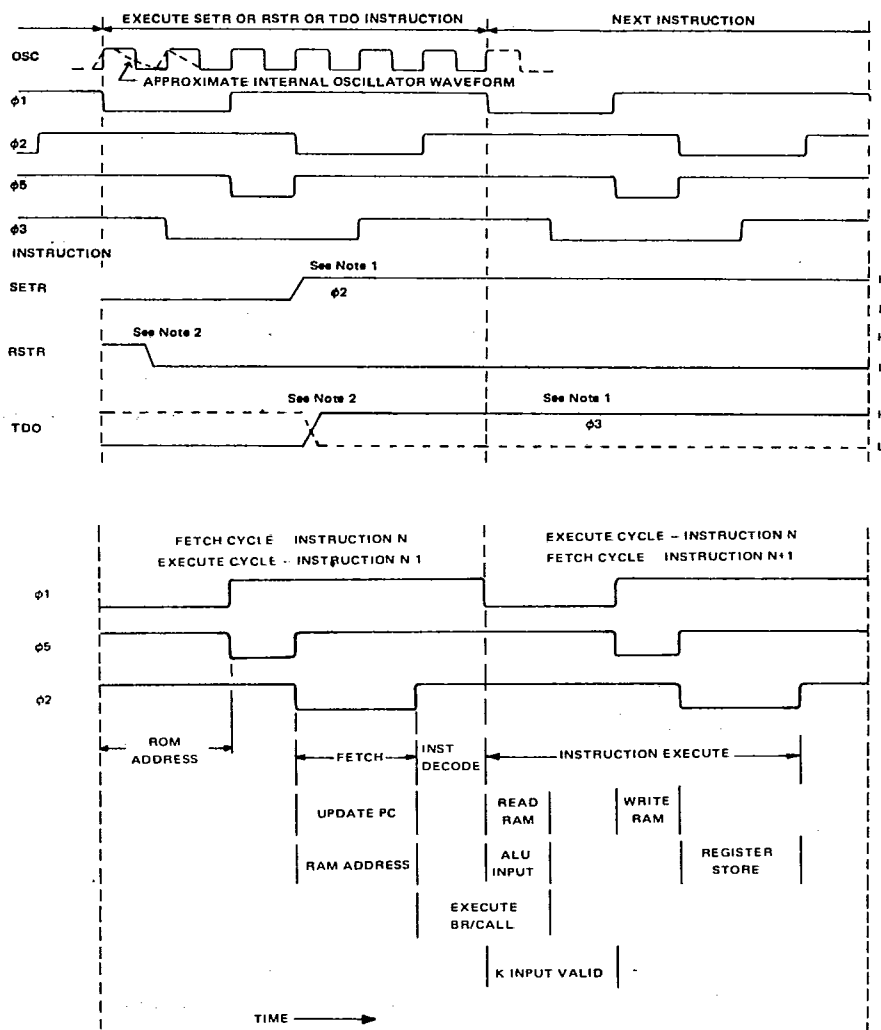 EXECUTE SETR OR RSTR OR TDO INSTRUCTION
NEXT INSTRUCTION
OSC
APPROXIMATE INTERNAL OSCILLATOR WAVEFORM
ϕ1
ϕ2
ϕ5
ϕ3
INSTRUCTION
See Note 1
SETR
ϕ2
See Note 2
RSTR
See Note 2
See Note 1
TDO
ϕ3
FETCH CYCLE INSTRUCTION N
EXECUTE CYCLE - INSTRUCTION N 1
EXECUTE CYCLE – INSTRUCTION N
FETCH CYCLE INSTRUCTION N+1
ϕ1
ϕ5
ϕ2
ROM
ADDRESS
FETCH
INST
DECODE
INSTRUCTION EXECUTE
UPDATE PC
READ
RAM
WRITE
RAM
RAM ADDRESS
ALU
INPUT
REGISTER
STORE
EXECUTE
BR/CALL
K INPUT VALID
TIME